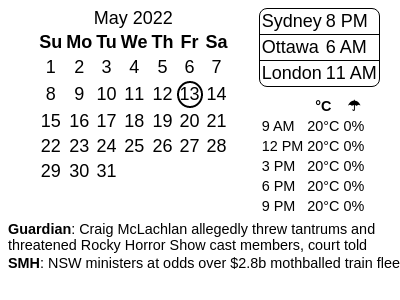 May 2022
Su Mo Tu We Th Fr Sa
1 2 3 4 5 6 7
8 9 10 11 12 13 14
15 16 17 18 19 20 21
22 23 24 25 26 27 28
29 30 31
Sydney 8 PM
Ottawa 6 AM
London 11 AM
°C ☂
9 AM 20°C 0%
12 PM 20°C 0%
3 PM 20°C 0%
6 PM 20°C 0%
9 PM 20°C 0%
Guardian: Craig McLachlan allegedly threw tantrums and
threatened Rocky Horror Show cast members, court told
SMH: NSW ministers at odds over $2.8b mothballed train flee